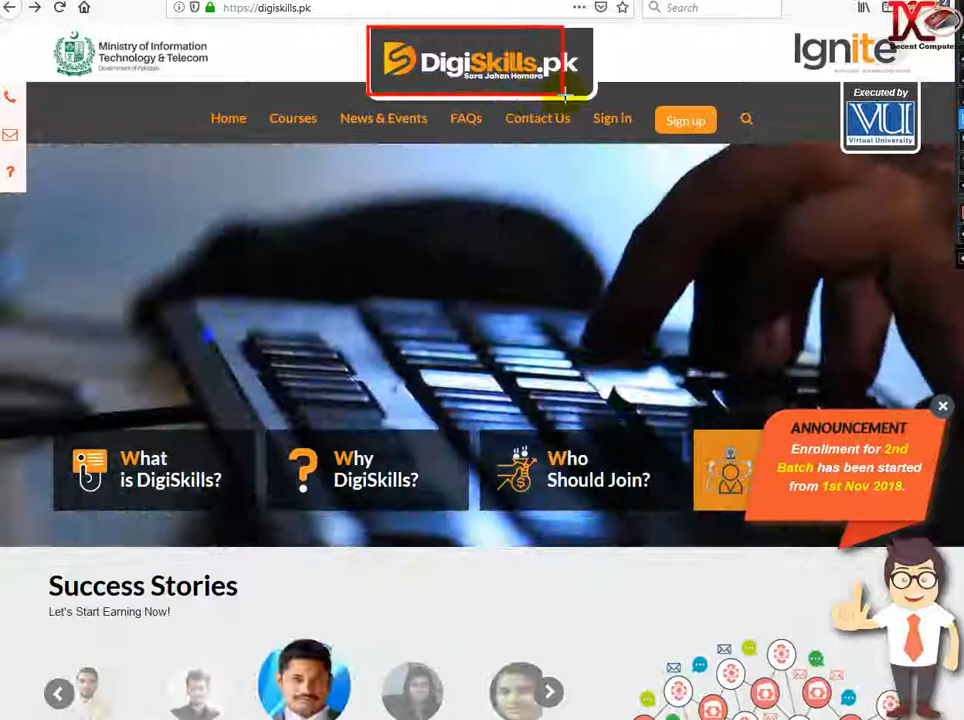 https://digiskills.pk
Search
Ministry of Information
Technology & Telecom
Government of Pakistan
DigiSkills.pk
Sara Jahan Hamara
Ignite
Decent Computer
Executed by
VU
Virtual University
Home
Courses
News & Events
FAQs
Contact Us
Sign in
Sign up
What
is DigiSkills?
Why
DigiSkills?
Who
Should Join?
ANNOUNCEMENT
Enrollment for 2nd
Batch has been started
from 1st Nov 2018.
Success Stories
Let's Start Earning Now!